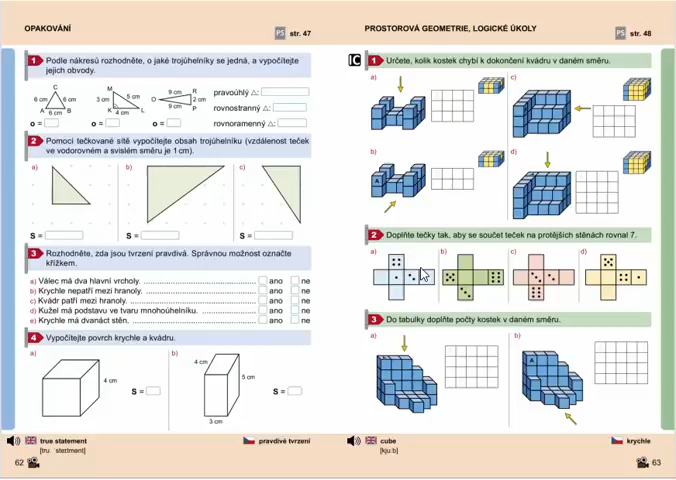 OPAKOVÁNÍ
PS str. 47
1 Podle nákresů rozhodněte, o jaké trojúhelníky se jedná, a vypočítejte
jejich obvody.
C
6 cm 6 cm
A 6 cm B
M
3 cm 5 cm
K 4 cm L
9 cm R
O 2 cm
9 cm P
pravoúhlý △:
rovnostranný △:
rovnoramenný △:
o = o = o =
2 Pomocí tečkované sítě vypočítejte obsah trojúhelníku (vzdálenost teček
ve vodorovném a svislém směru je 1 cm).
a) b) c)
S = S = S =
3 Rozhodněte, zda jsou tvrzení pravdivá. Správnou možnost označte
křížkem.
a) Válec má dva hlavní vrcholy. ano ne
b) Krychle nepatří mezi hranoly. ano ne
c) Kvádr patří mezi hranoly. ano ne
d) Kužel má podstavu ve tvaru mnohoúhelníku. ano ne
e) Krychle má dvanáct stěn. ano ne
4 Vypočítejte povrch krychle a kvádru.
a) b)
4 cm S =
4 cm
5 cm
3 cm
S =
true statement
pravdivé tvrzení
62
PROSTOROVÁ GEOMETRIE, LOGICKÉ ÚKOLY
PS str. 48
1 Určete, kolik kostek chybí k dokončení kvádru v daném směru.
a) c)
b) d)
A
2 Doplňte tečky tak, aby se součet teček na protějších stěnách rovnal 7.
a) b) c) d)
3 Do tabulky doplňte počty kostek v daném směru.
a) b)
A
cube
[kjuːb]
krychle
63